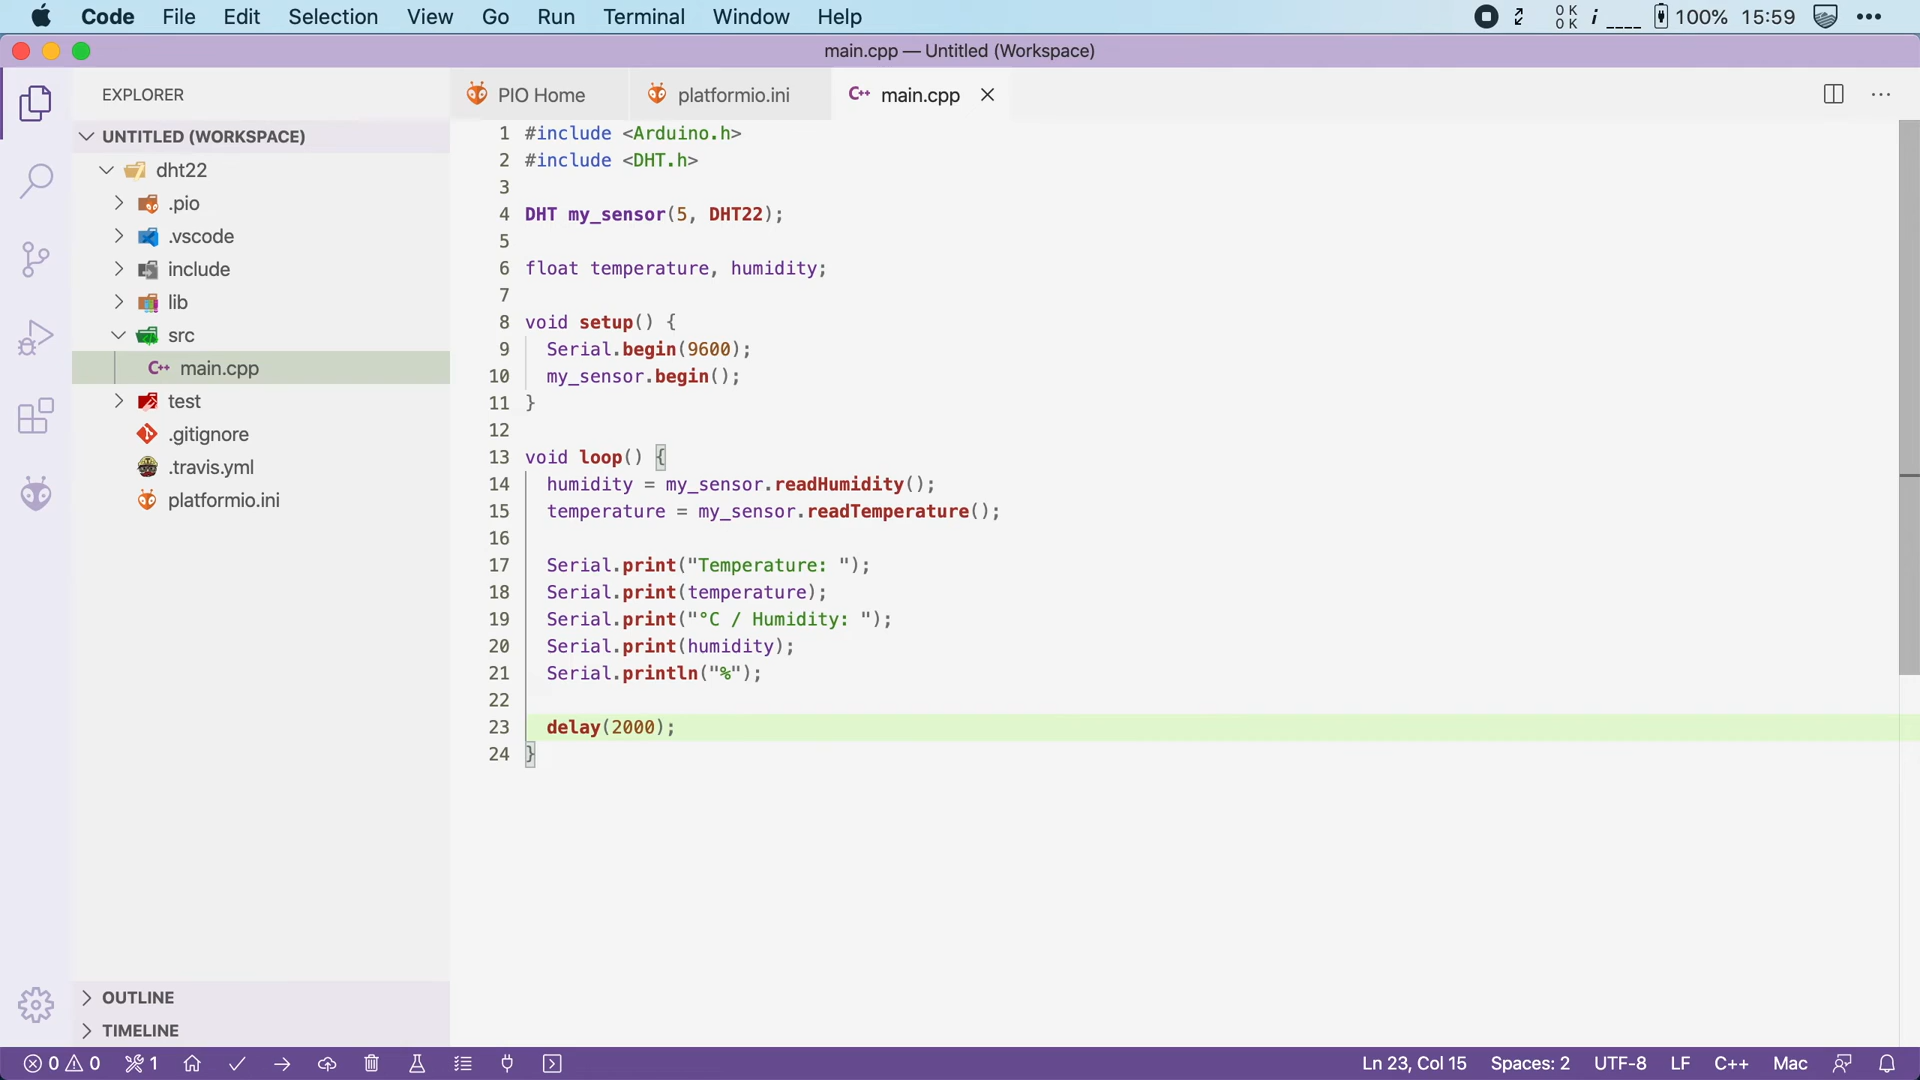 Code File Edit Selection View Go Run Terminal Window Help 0 K 0 K i ____ 100% 15:59
main.cpp — Untitled (Workspace)
EXPLORER
PIO Home platformio.ini main.cpp
UNTITLED (WORKSPACE)
dht22
.pio
.vscode
include
lib
src
main.cpp
test
.gitignore
.travis.yml
platformio.ini
OUTLINE
TIMELINE
1 #include <Arduino.h>
2 #include <DHT.h>
3
4 DHT my_sensor(5, DHT22);
5
6 float temperature, humidity;
7
8 void setup() {
9 Serial.begin(9600);
10 my_sensor.begin();
11 }
12
13 void loop() {
14 humidity = my_sensor.readHumidity();
15 temperature = my_sensor.readTemperature();
16
17 Serial.print("Temperature: ");
18 Serial.print(temperature);
19 Serial.print("°C / Humidity: ");
20 Serial.print(humidity);
21 Serial.println("%");
22
23 delay(2000);
24 }
0 0 1 Ln 23, Col 15 Spaces: 2 UTF-8 LF C++ Mac